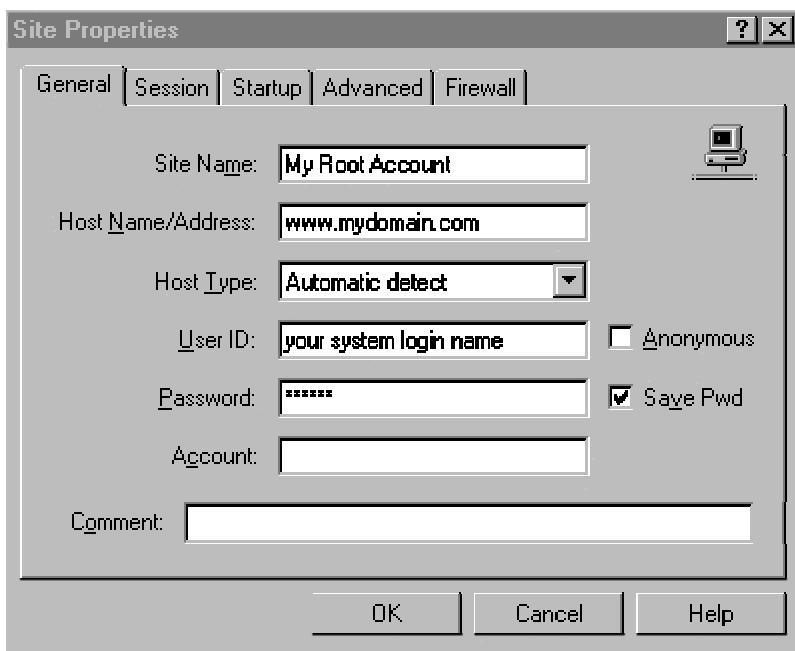 Site Properties
General Session Startup Advanced Firewall
Site Name: My Root Account
Host Name/Address: www.mydomain.com
Host Type: Automatic detect
User ID: your system login name Anonymous
Password: ****** Save Pwd
Account:
Comment:
OK Cancel Help